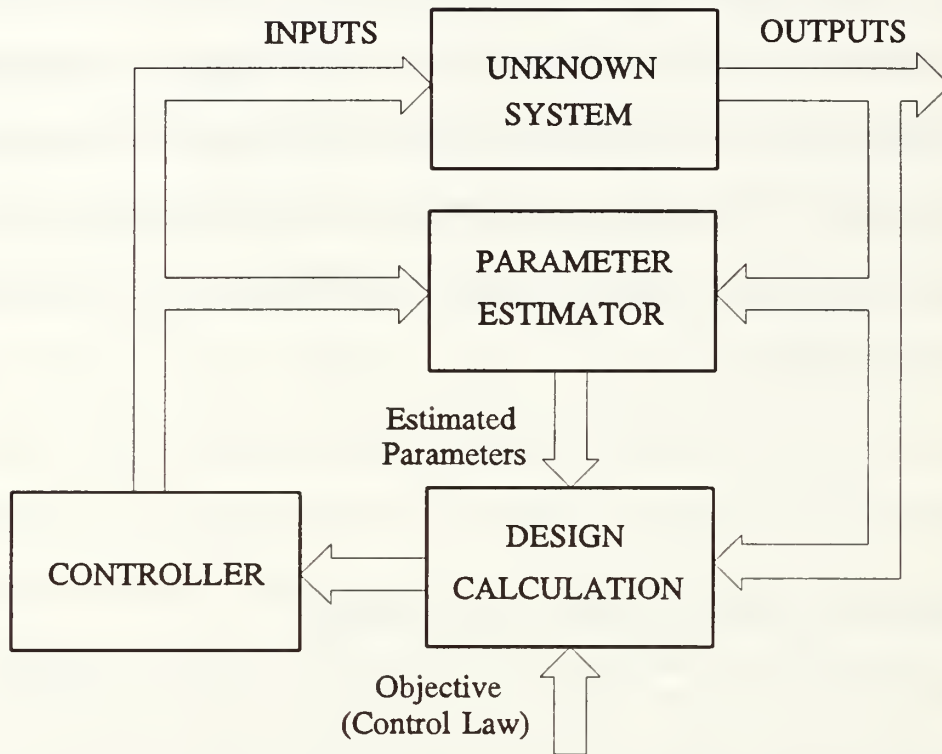 INPUTS
OUTPUTS
UNKNOWN
SYSTEM
PARAMETER
ESTIMATOR
Estimated
Parameters
DESIGN
CALCULATION
CONTROLLER
Objective
(Control Law)